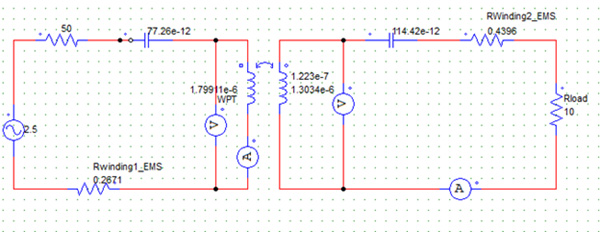 50
77.26e-12
114.42e-12
RWinding2_EMS
0.4396
1.79911e-6
WPT
1.223e-7
1.3034e-6
Rload
10
V
V
2.5
A
Rwinding1_EMS
0.2671
A